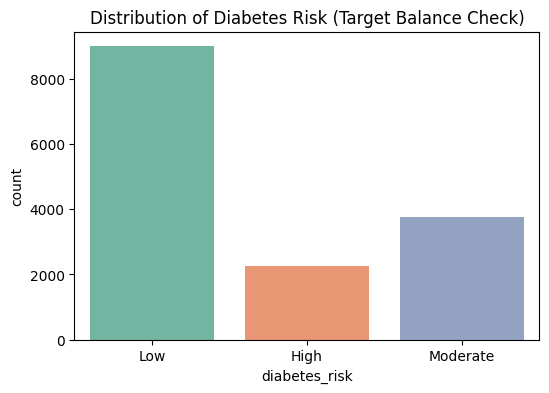 Distribution of Diabetes Risk (Target Balance Check)
8000
6000
4000
2000
0
count
Low High Moderate
diabetes_risk